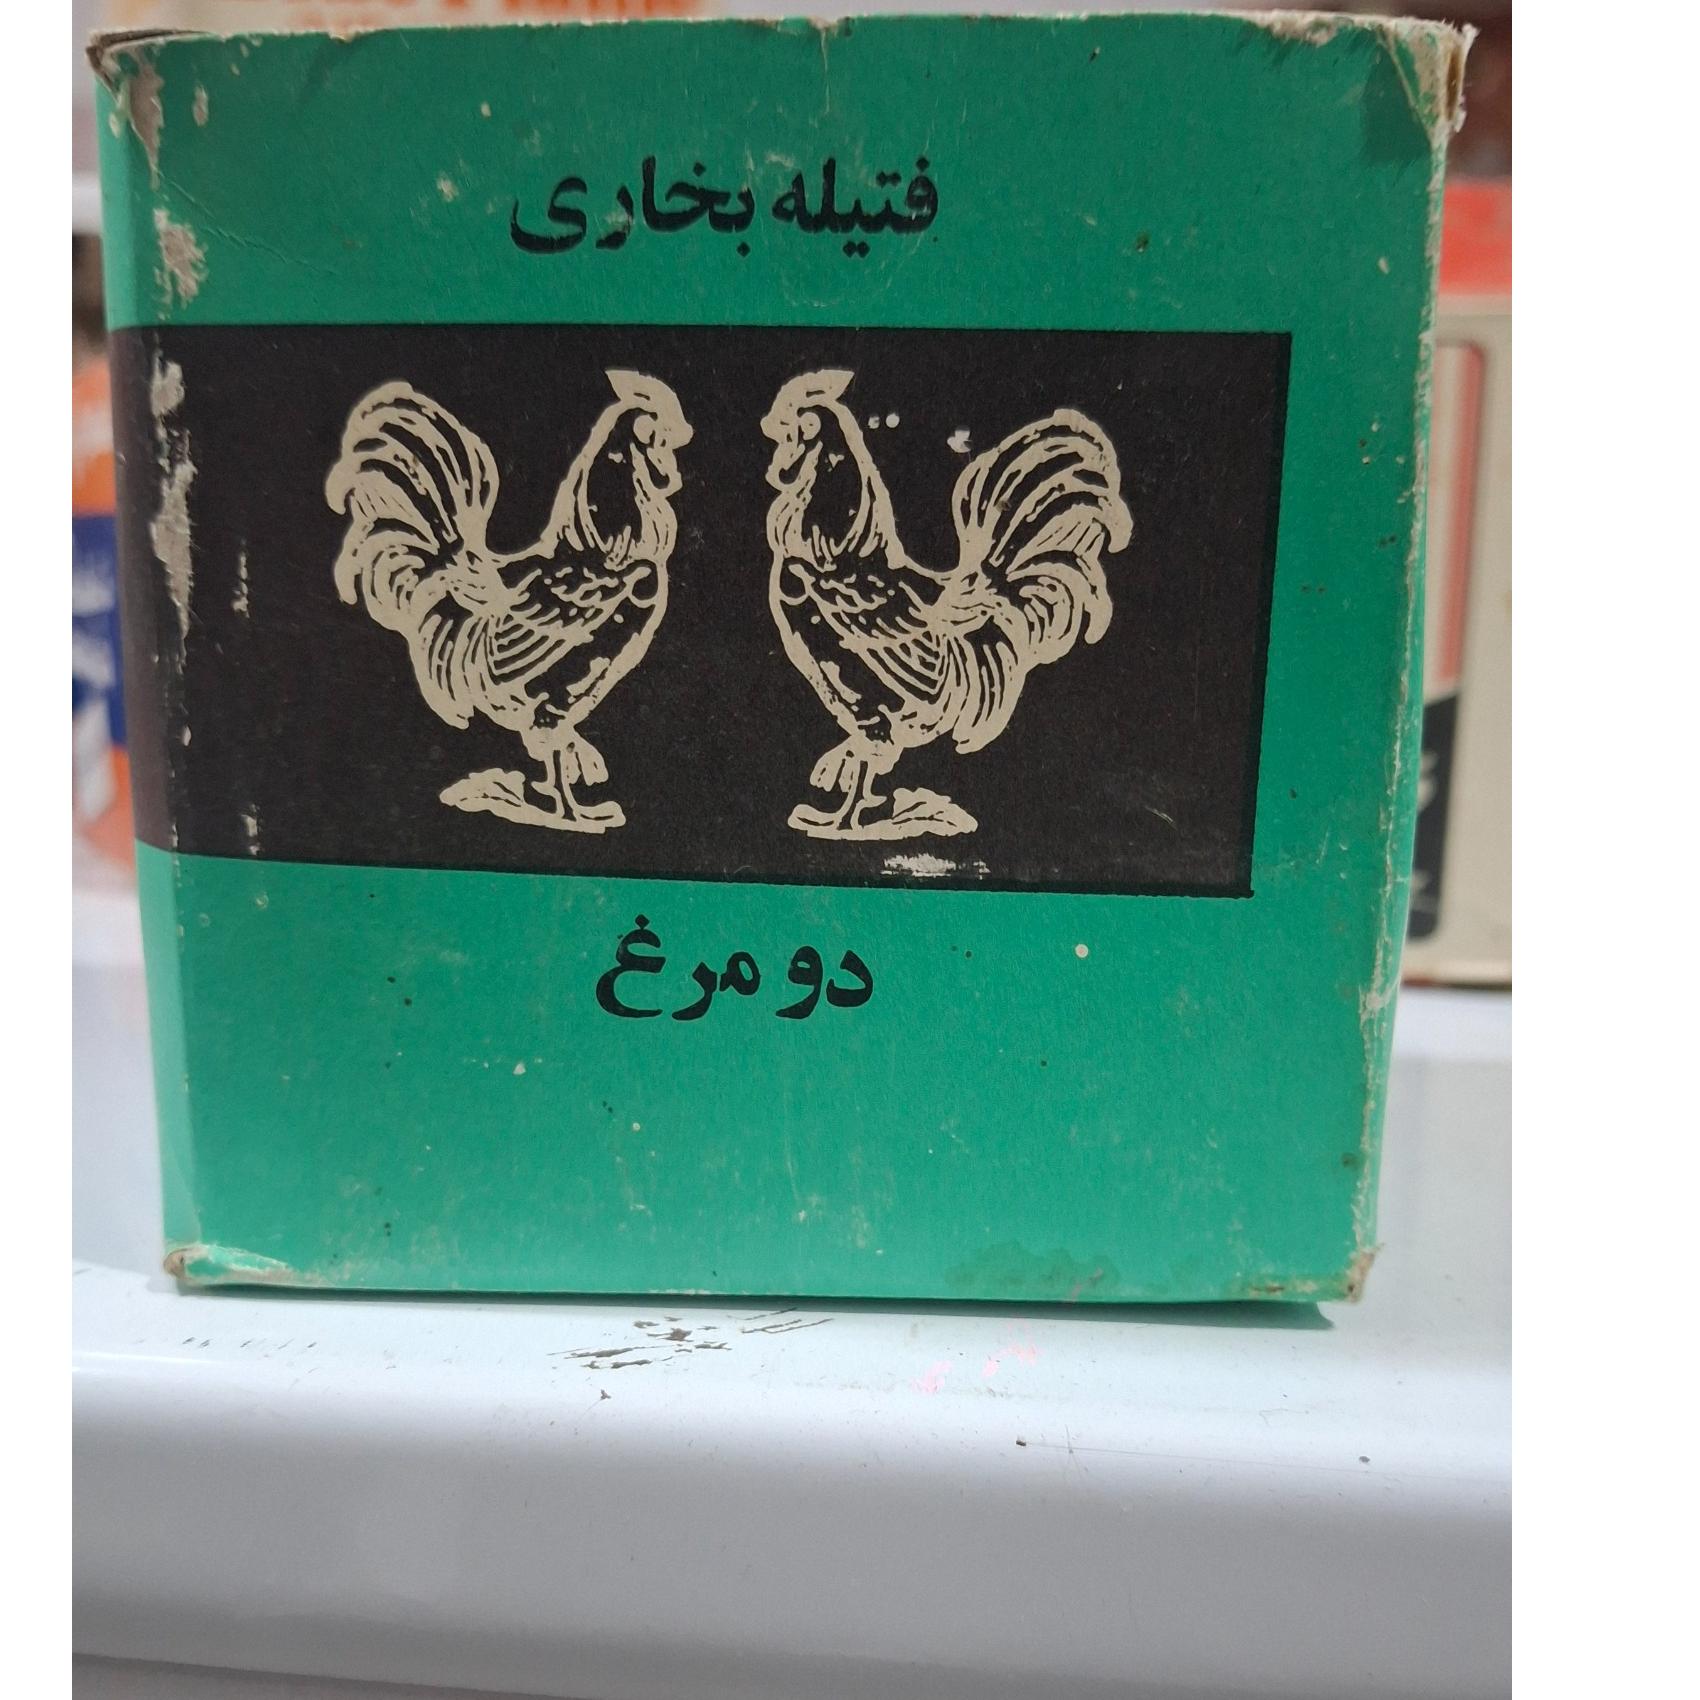 فتیله بخاری
دو مرغ